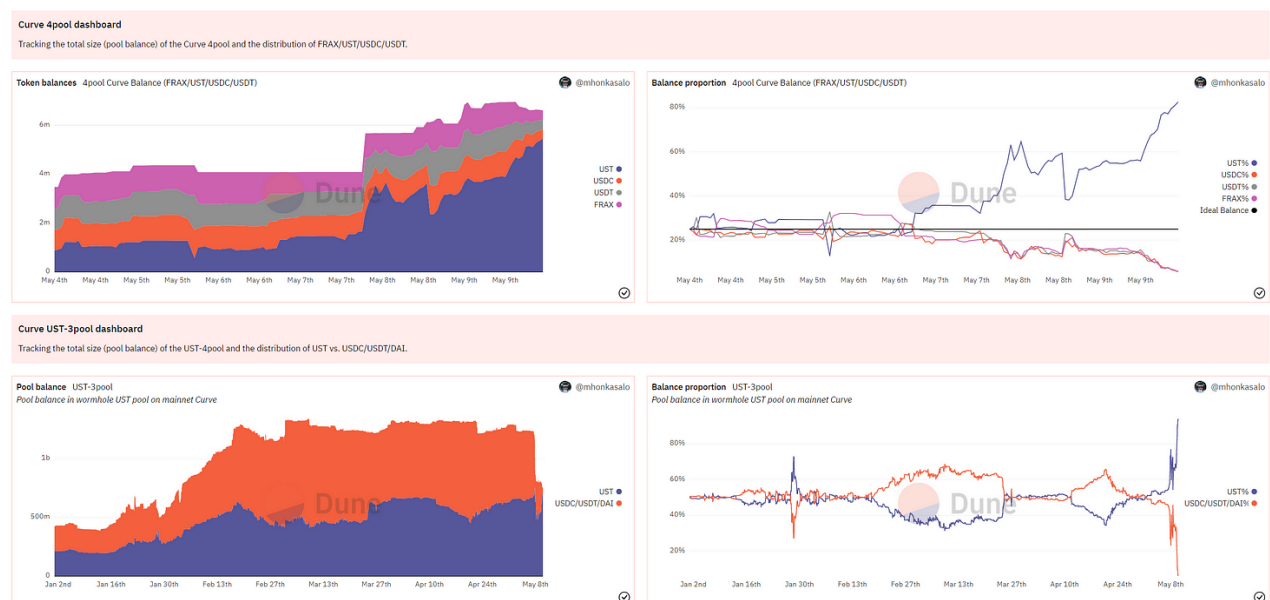 Curve 4pool dashboard
Tracking the total size (pool balance) of the Curve 4pool and the distribution of FRAX/UST/USDC/USDT.
Token balances 4pool Curve Balance (FRAX/UST/USDC/USDT)
@mhonkasalo
6m
4m
2m
0
May 4th May 4th May 5th May 5th May 6th May 6th May 7th May 7th May 8th May 8th May 9th May 9th
UST
USDC
USDT
FRAX
Dune
Balance proportion 4pool Curve Balance (FRAX/UST/USDC/USDT)
@mhonkasalo
80%
60%
40%
20%
May 4th May 4th May 5th May 5th May 6th May 6th May 7th May 7th May 8th May 8th May 9th May 9th
UST%
USDC%
USDT%
FRAX%
Ideal Balance
Dune
Curve UST-3pool dashboard
Tracking the total size (pool balance) of the UST-4pool and the distribution of UST vs. USDC/USDT/DAI.
Pool balance UST-3pool
@mhonkasalo
Pool balance in wormhole UST pool on mainnet Curve
1b
500m
0
Jan 2nd Jan 16th Jan 30th Feb 13th Feb 27th Mar 13th Mar 27th Apr 10th Apr 24th May 8th
UST
USDC/USDT/DAI
Dune
Balance proportion UST-3pool
@mhonkasalo
Pool balance in wormhole UST pool on mainnet Curve
80%
60%
40%
20%
Jan 2nd Jan 16th Jan 30th Feb 13th Feb 27th Mar 13th Mar 27th Apr 10th Apr 24th May 8th
UST%
USDC/USDT/DAI%
Dune